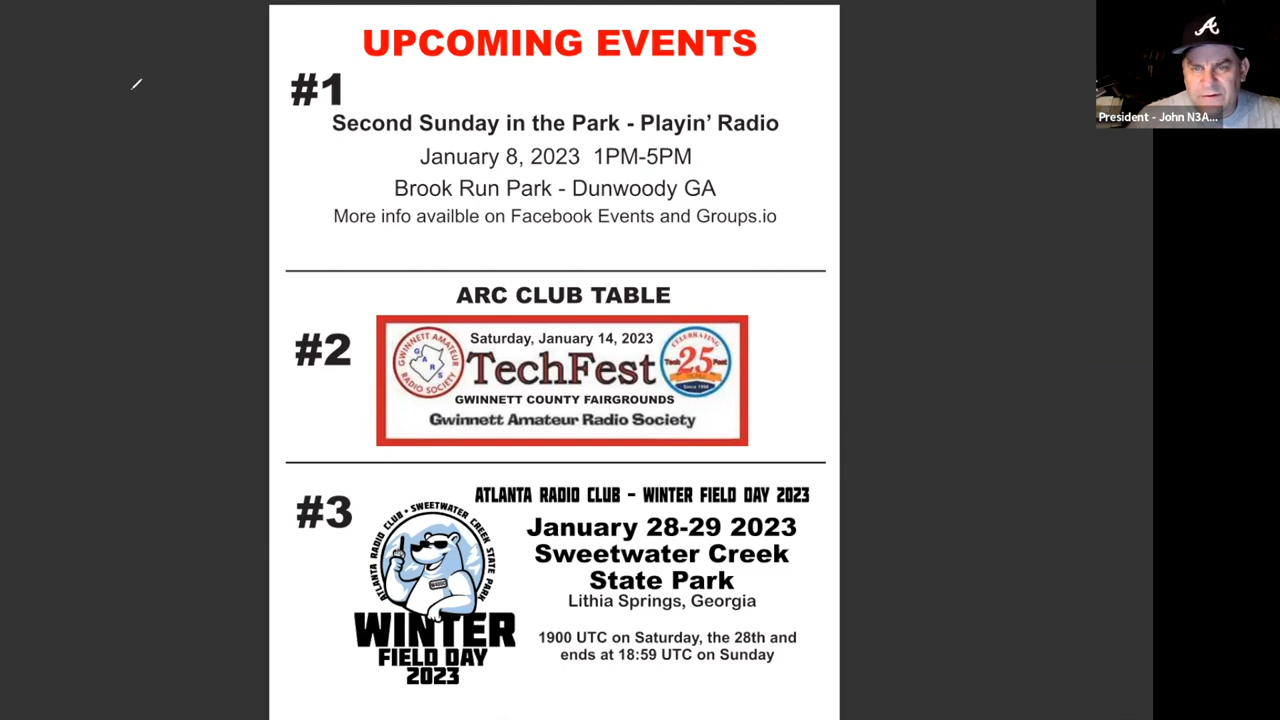 UPCOMING EVENTS
#1
Second Sunday in the Park - Playin' Radio
January 8, 2023 1PM-5PM
Brook Run Park - Dunwoody GA
More info availble on Facebook Events and Groups.io
ARC CLUB TABLE
#2
GWINNETT AMATEUR RADIO SOCIETY
GARS
Saturday, January 14, 2023
TechFest
GWINNETT COUNTY FAIRGROUNDS
Gwinnett Amateur Radio Society
CELEBRATING
Tech 25 Fest
Since 1998
#3
ATLANTA RADIO CLUB - WINTER FIELD DAY 2023
ATLANTA RADIO CLUB • SWEETWATER CREEK STATE PARK
WINTER
FIELD DAY
2023
January 28-29 2023
Sweetwater Creek
State Park
Lithia Springs, Georgia
1900 UTC on Saturday, the 28th and
ends at 18:59 UTC on Sunday
A
President - John N3A...